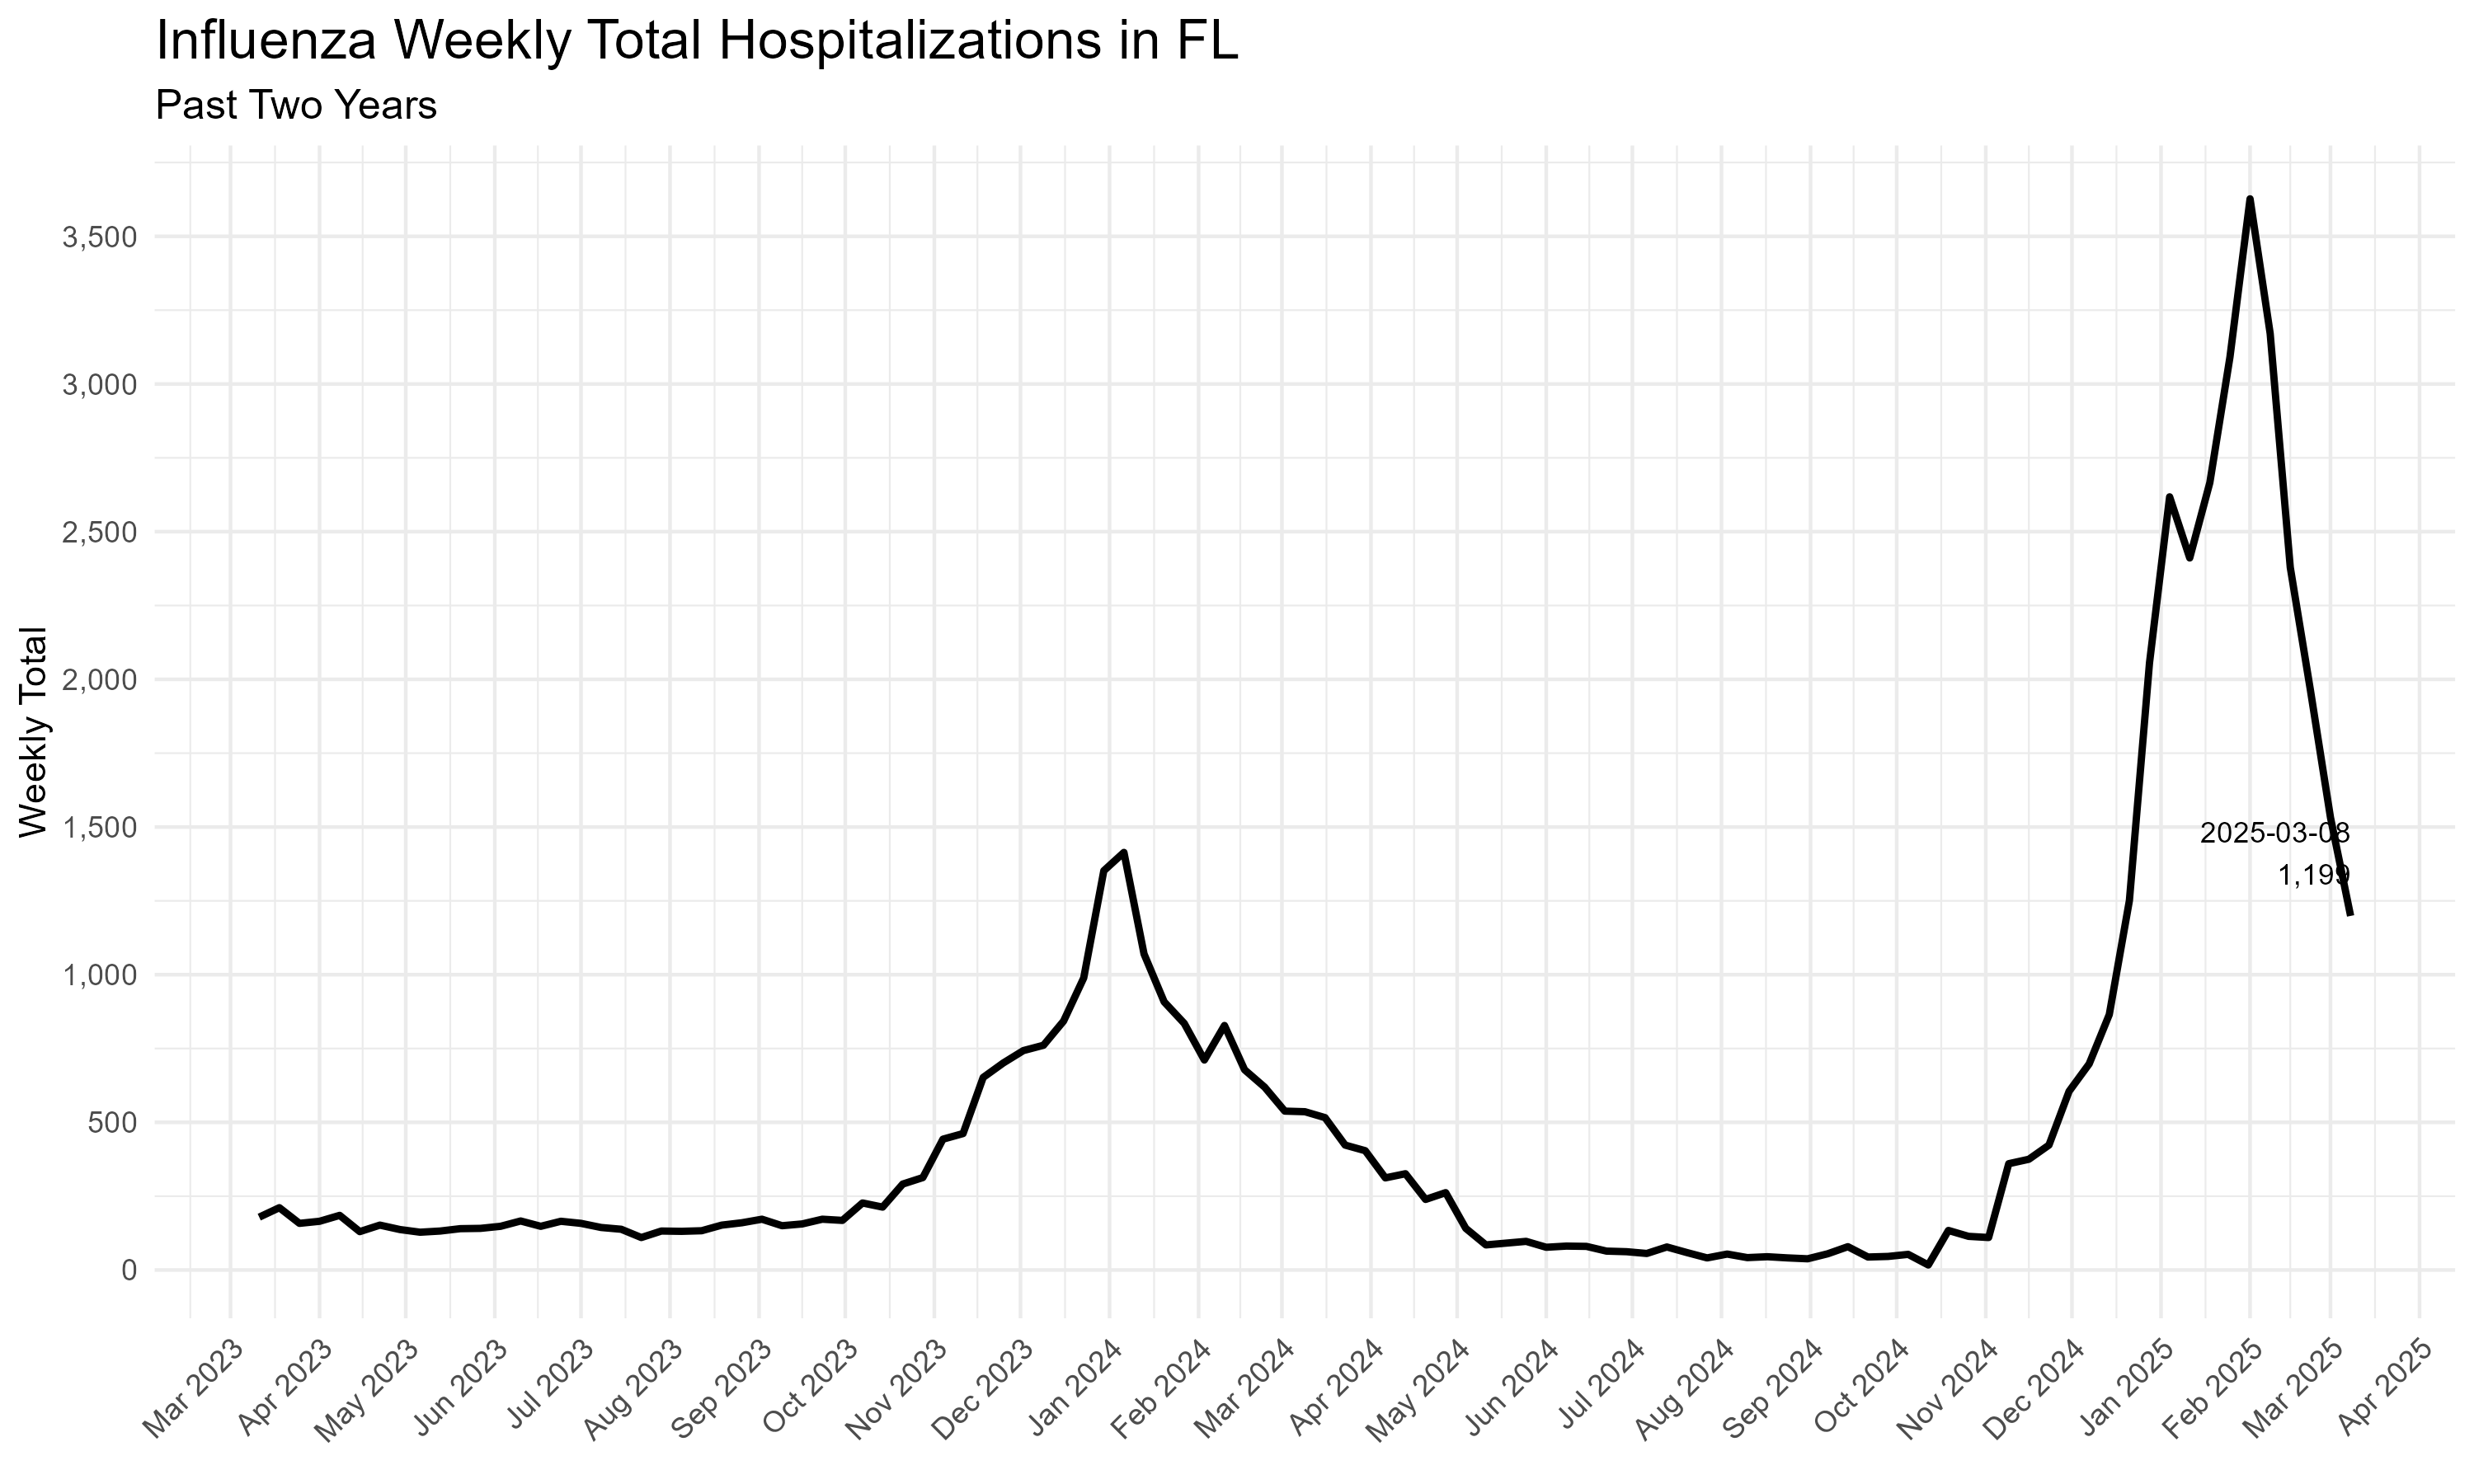 Influenza Weekly Total Hospitalizations in FL
Past Two Years
Weekly Total
3,500
3,000
2,500
2,000
1,500
1,000
500
0
2025-03-08
1,199
Mar 2023
Apr 2023
May 2023
Jun 2023
Jul 2023
Aug 2023
Sep 2023
Oct 2023
Nov 2023
Dec 2023
Jan 2024
Feb 2024
Mar 2024
Apr 2024
May 2024
Jun 2024
Jul 2024
Aug 2024
Sep 2024
Oct 2024
Nov 2024
Dec 2024
Jan 2025
Feb 2025
Mar 2025
Apr 2025